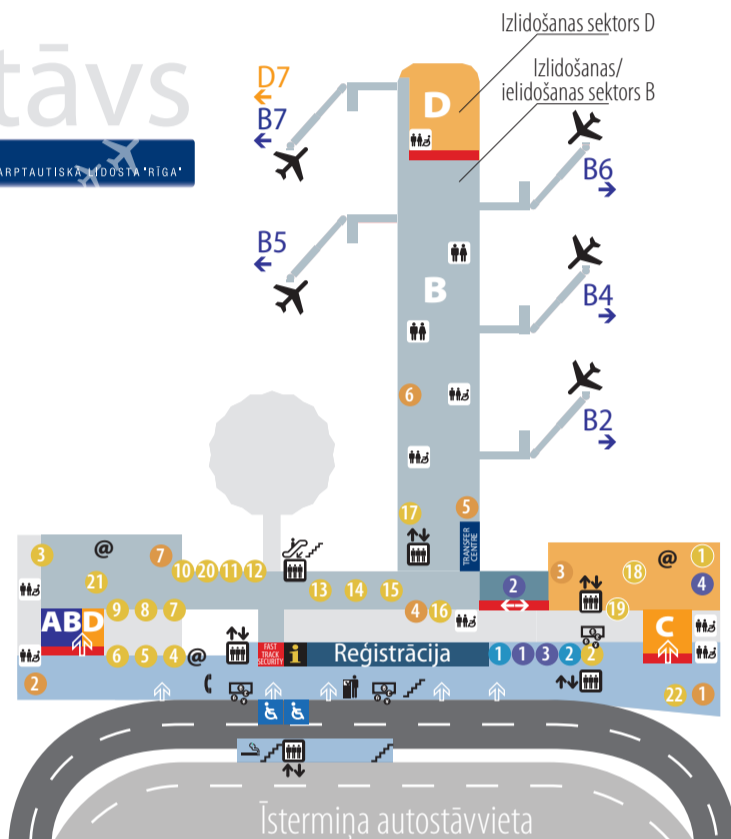 tāvs
ARPTAUTISKĀ LIDOSTA "RĪGA"
Izlidošanas sektors D
Izlidošanas/
ielidošanas sektors B
D7
B7
D
B6
B5
B
B4
6
B2
17
5
TRANSFER
CENTRE
3
@
7
10 20 11 12
21
13 14 15
2
3
18
@
1
4
9 8 7
4 16
19
ABD
C
6 5 4 @
FAST
TRACK
SECURITY
i
Reģistrācija
1 1 3 2 2
2
22 1
Īstermiņa autostāvvieta